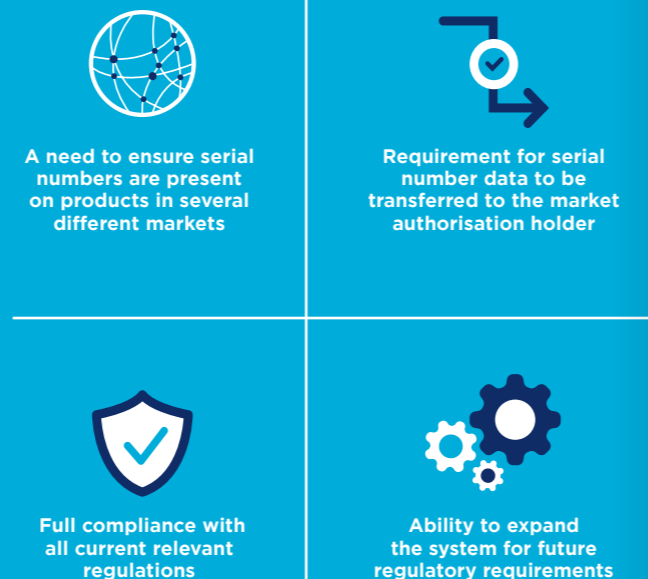 A need to ensure serial
numbers are present
on products in several
different markets
Requirement for serial
number data to be
transferred to the market
authorisation holder
Full compliance with
all current relevant
regulations
Ability to expand
the system for future
regulatory requirements